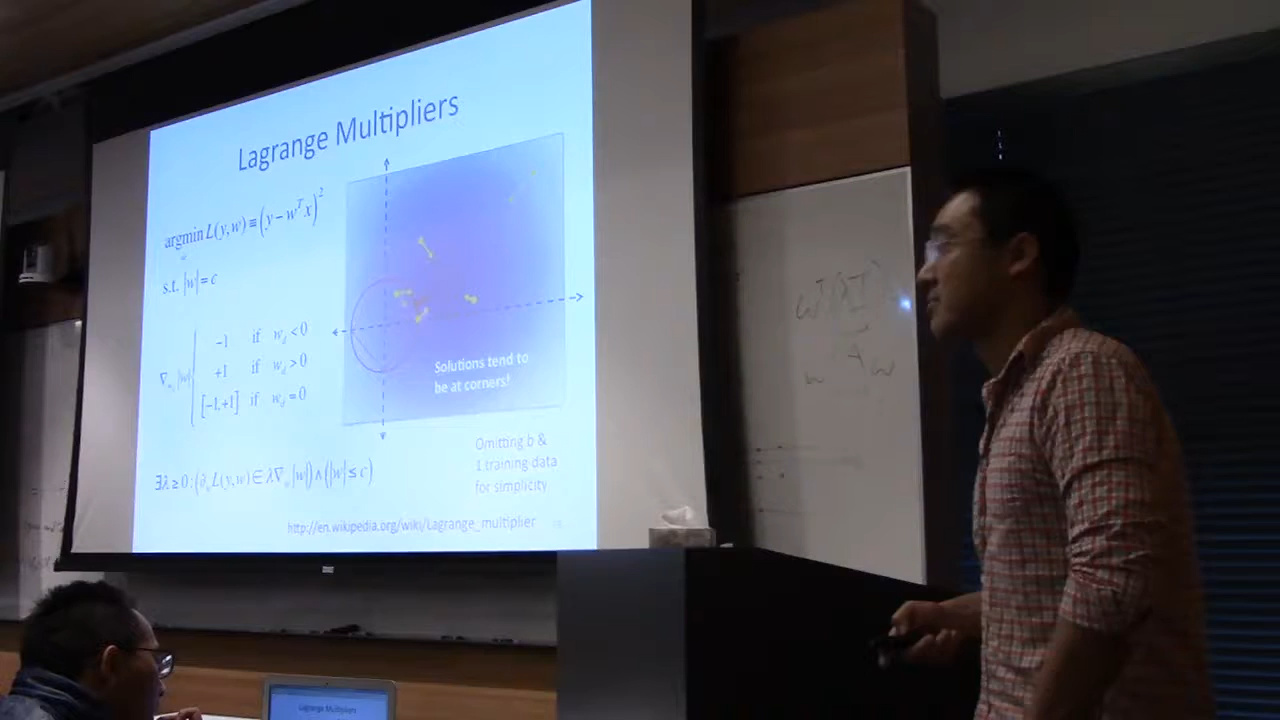 Lagrange Multipliers
argmin L(y,w) ≡ (y − wᵀx)²
w
s.t. |w| = c
−1 if w_d < 0
∇_w |w| +1 if w_d > 0
[−1,+1] if w_d = 0
Solutions tend to
be at corners!
∃λ ≥ 0 : (∂_w L(y,w) ∈ λ∇_w |w|) ∧ (|w| ≤ c)
Omitting b &
1 training data
for simplicity
http://en.wikipedia.org/wiki/Lagrange_multiplier
Lagrange Multipliers